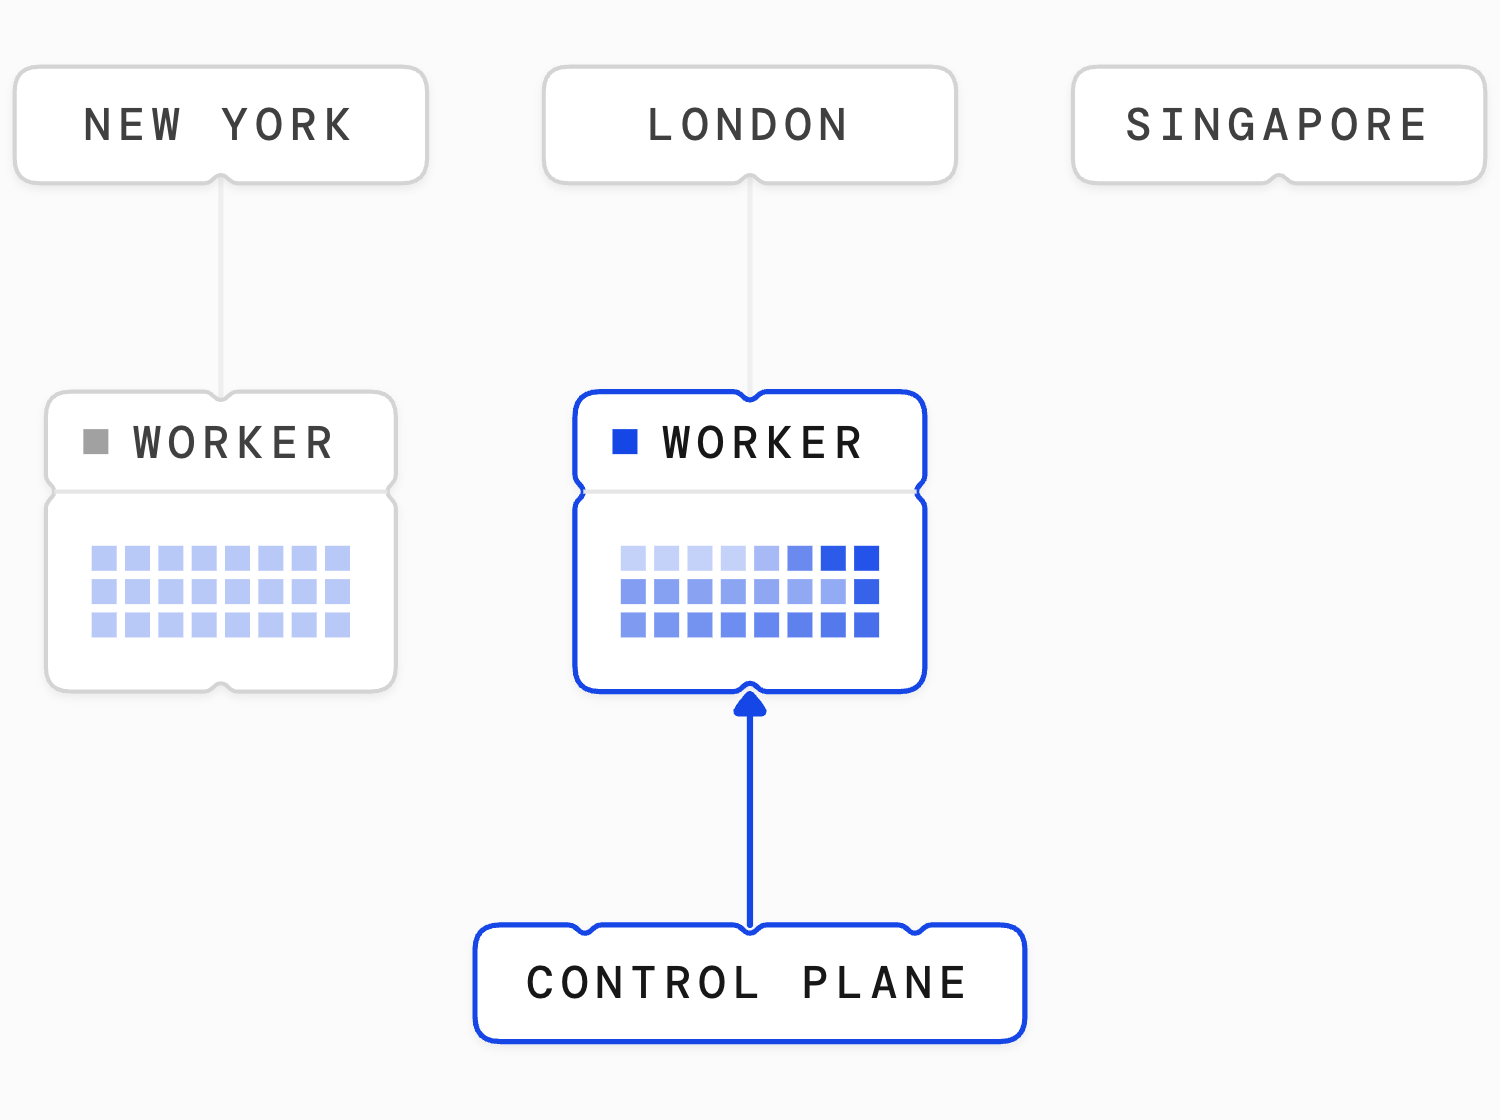 NEW YORK
LONDON
SINGAPORE
WORKER
WORKER
CONTROL PLANE